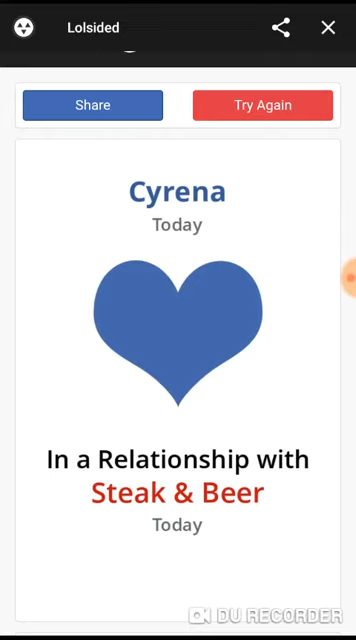 Lolsided
Share
Try Again
Cyrena
Today
In a Relationship with
Steak & Beer
Today
DU RECORDER